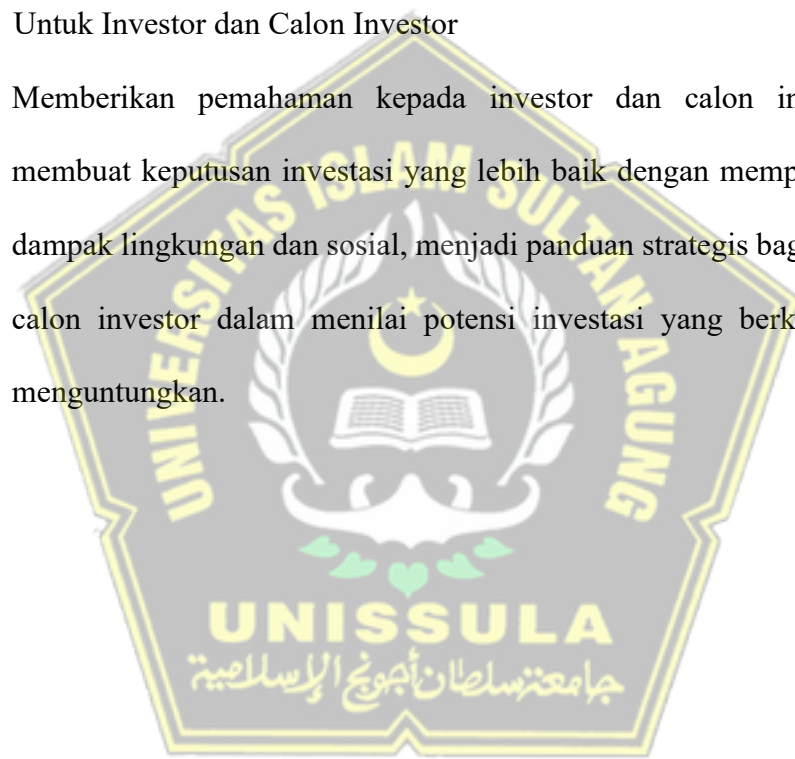 Untuk Investor dan Calon Investor
Memberikan pemahaman kepada investor dan calon in
membuat keputusan investasi yang lebih baik dengan memp
dampak lingkungan dan sosial, menjadi panduan strategis bag
calon investor dalam menilai potensi investasi yang berk
menguntungkan.
UNIVERSITAS ISLAM SULTAN AGUNG
UNISSULA
جامعة سلطان أجونج الإسلامية